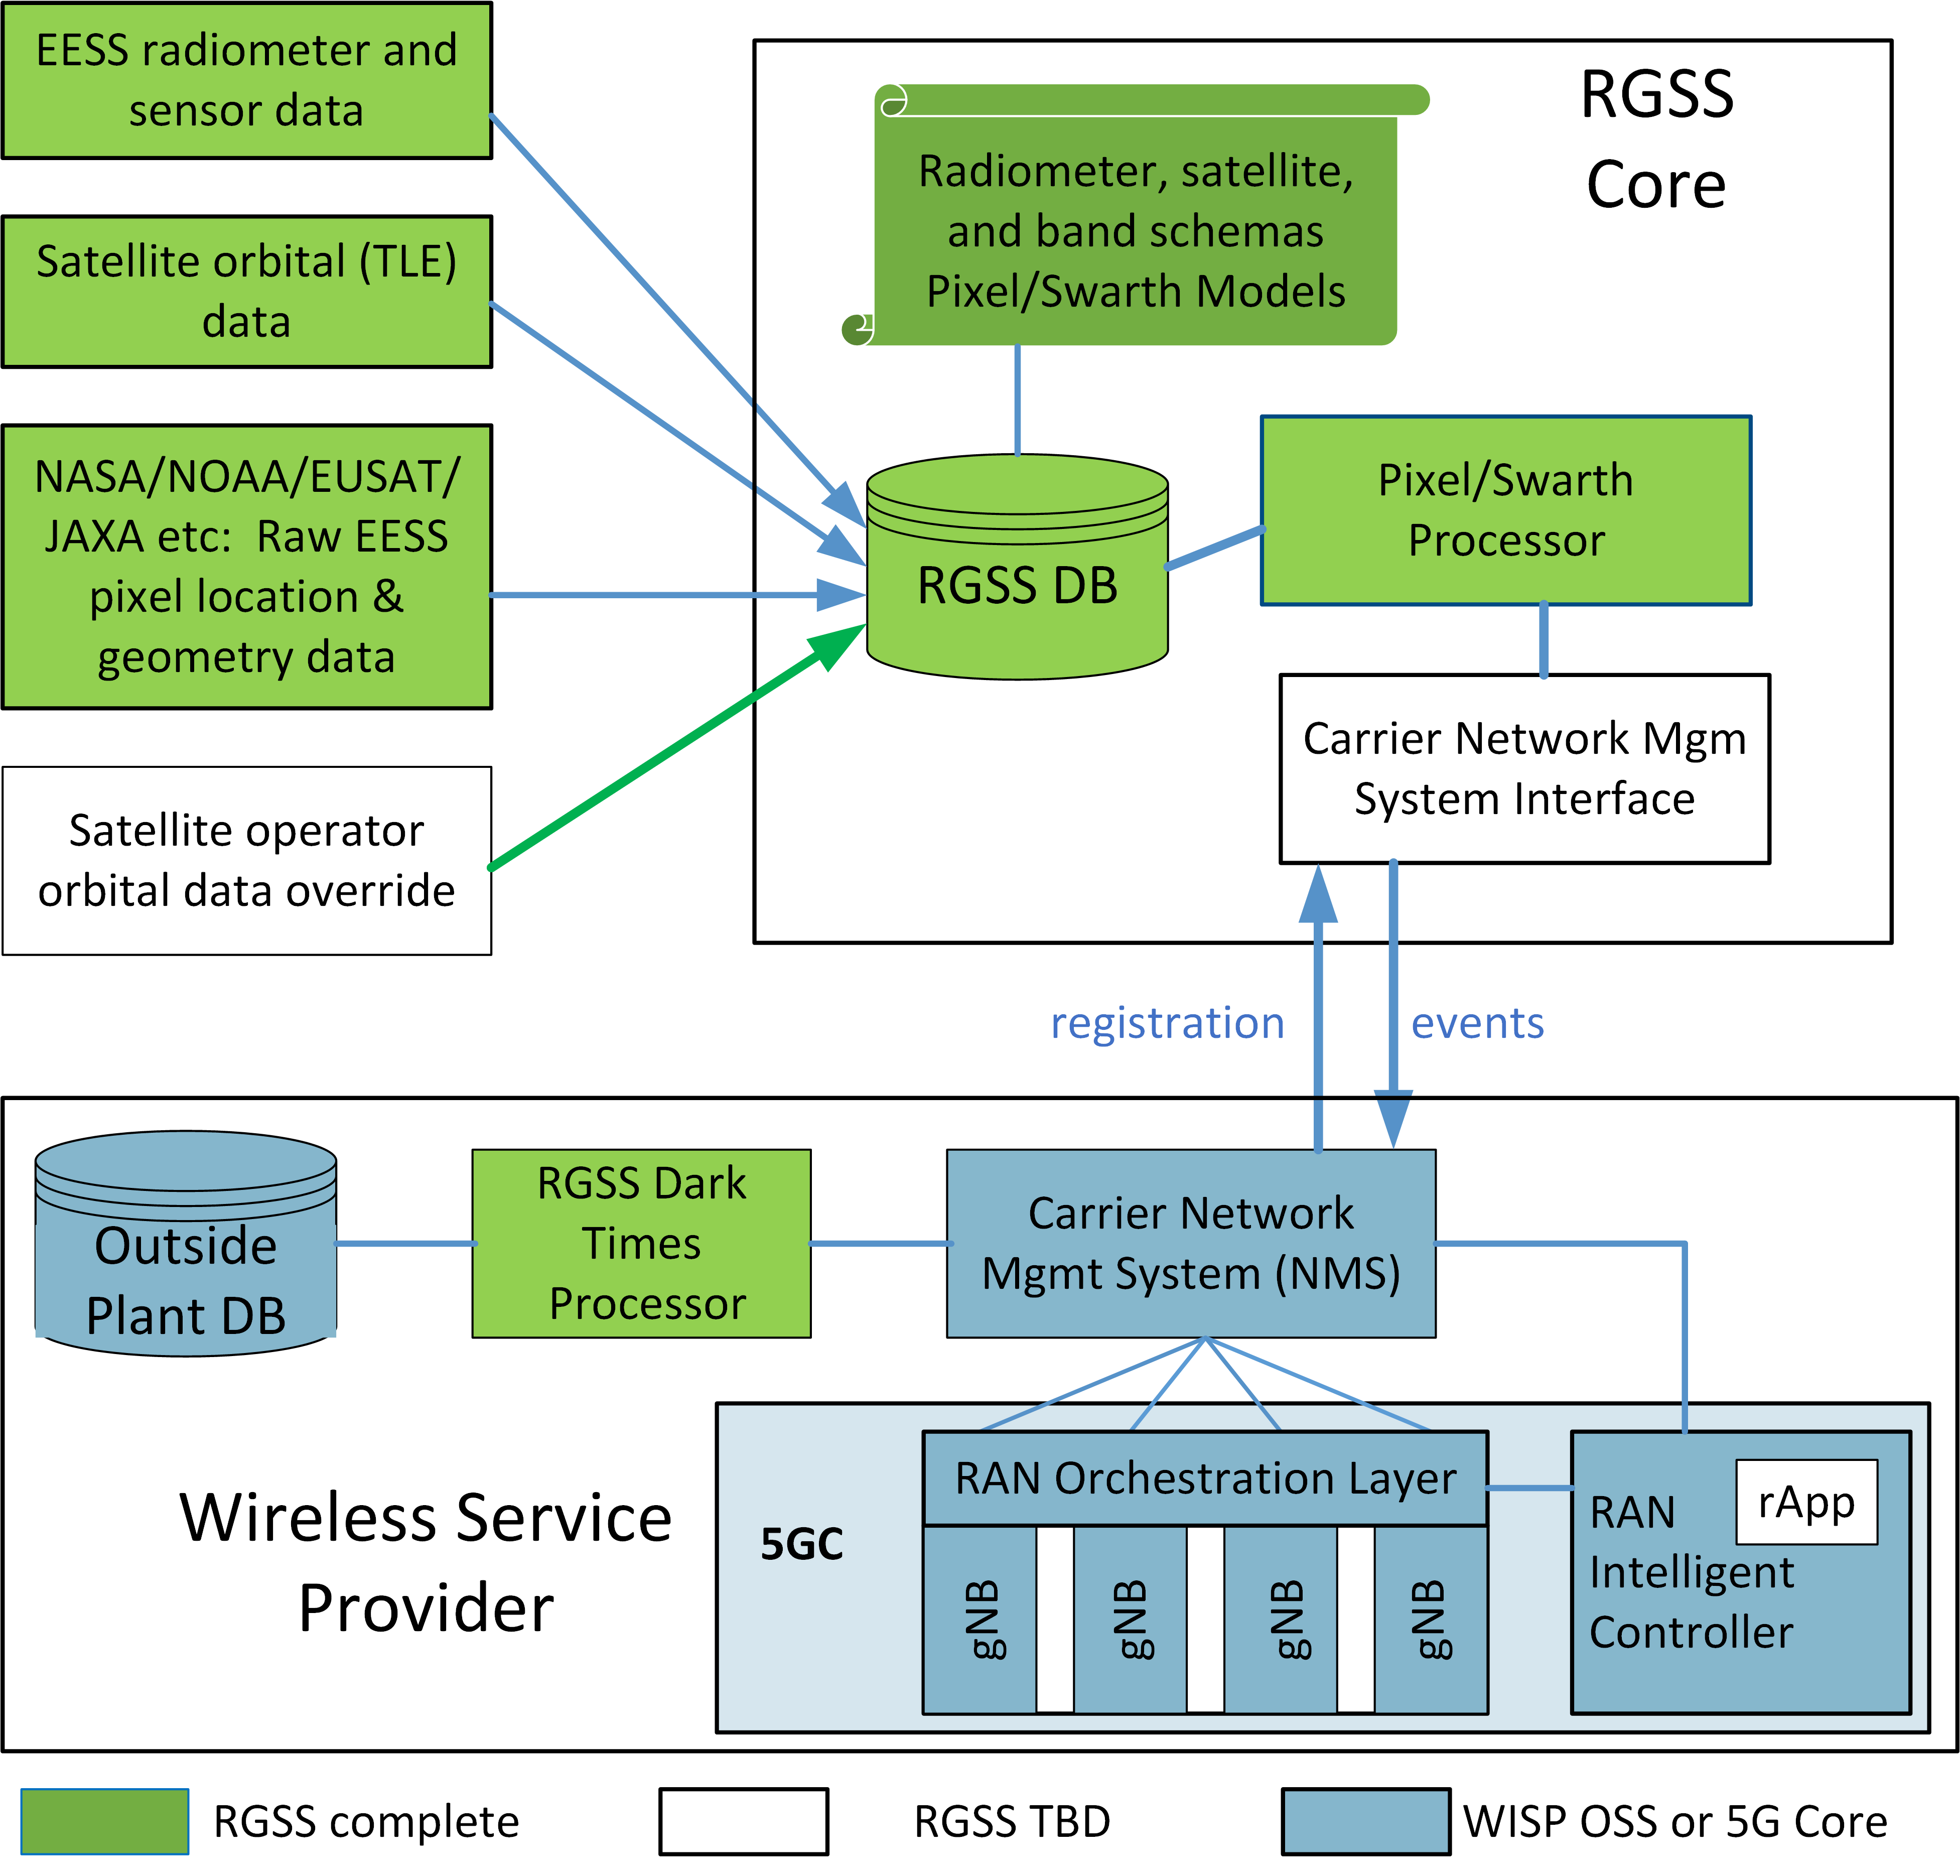 EESS radiometer and
sensor data
Satellite orbital (TLE)
data
NASA/NOAA/EUSAT/
JAXA etc:  Raw EESS
pixel location &
geometry data
Satellite operator
orbital data override
RGSS
Core
Radiometer, satellite,
and band schemas
Pixel/Swarth Models
RGSS DB
Pixel/Swarth
Processor
Carrier Network Mgm
System Interface
registration
events
Outside
Plant DB
RGSS Dark
Times
Processor
Carrier Network
Mgmt System (NMS)
Wireless Service
Provider
5GC
RAN Orchestration Layer
gNB
gNB
gNB
gNB
rApp
RAN
Intelligent
Controller
RGSS complete
RGSS TBD
WISP OSS or 5G Core